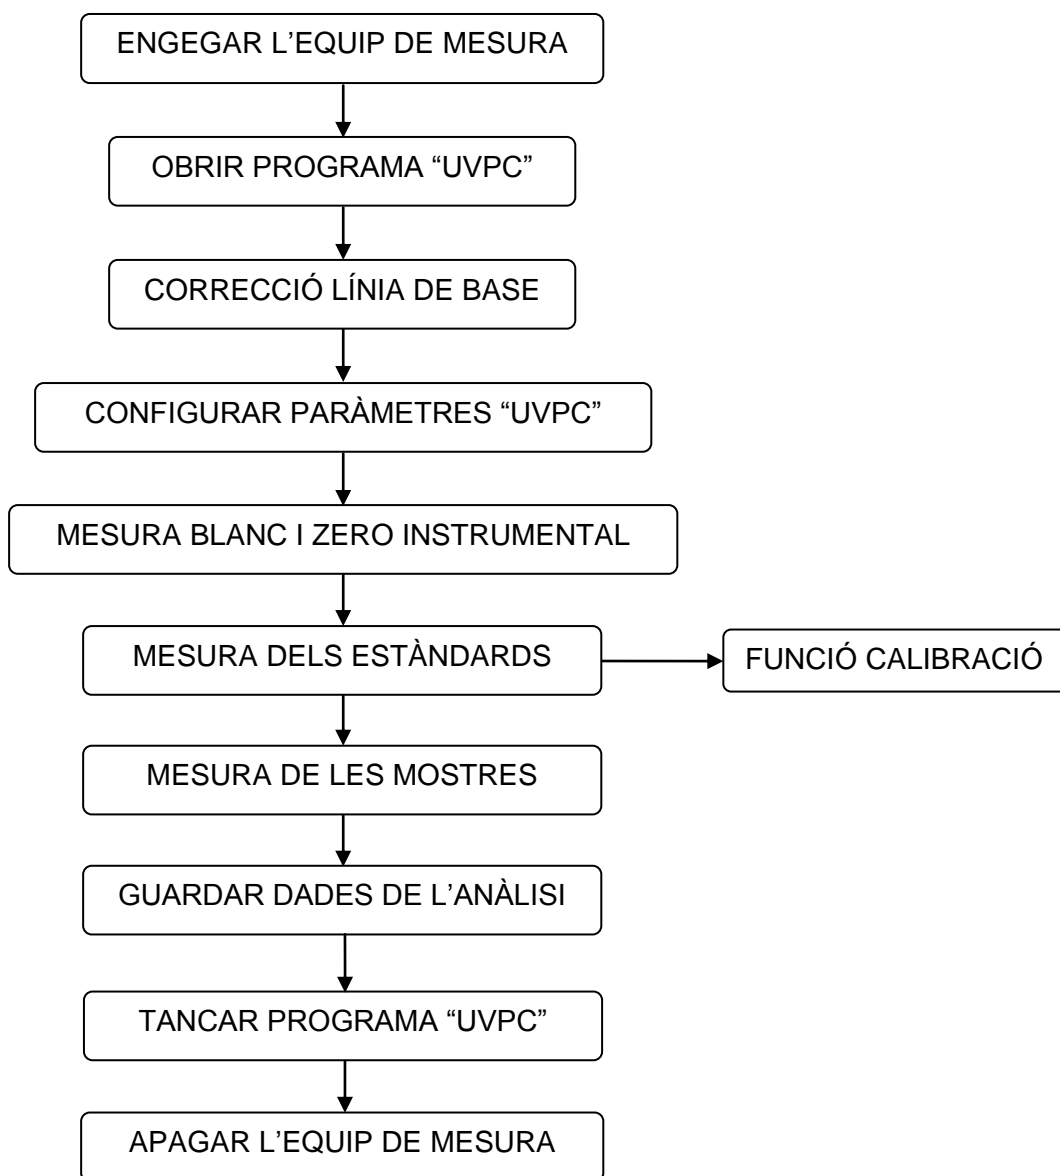 ENGEGAR L’EQUIP DE MESURA
OBRIR PROGRAMA “UVPC”
CORRECCIÓ LÍNIA DE BASE
CONFIGURAR PARÀMETRES “UVPC”
MESURA BLANC I ZERO INSTRUMENTAL
MESURA DELS ESTÀNDARDS
FUNCIÓ CALIBRACIÓ
MESURA DE LES MOSTRES
GUARDAR DADES DE L’ANÀLISI
TANCAR PROGRAMA “UVPC”
APAGAR L’EQUIP DE MESURA